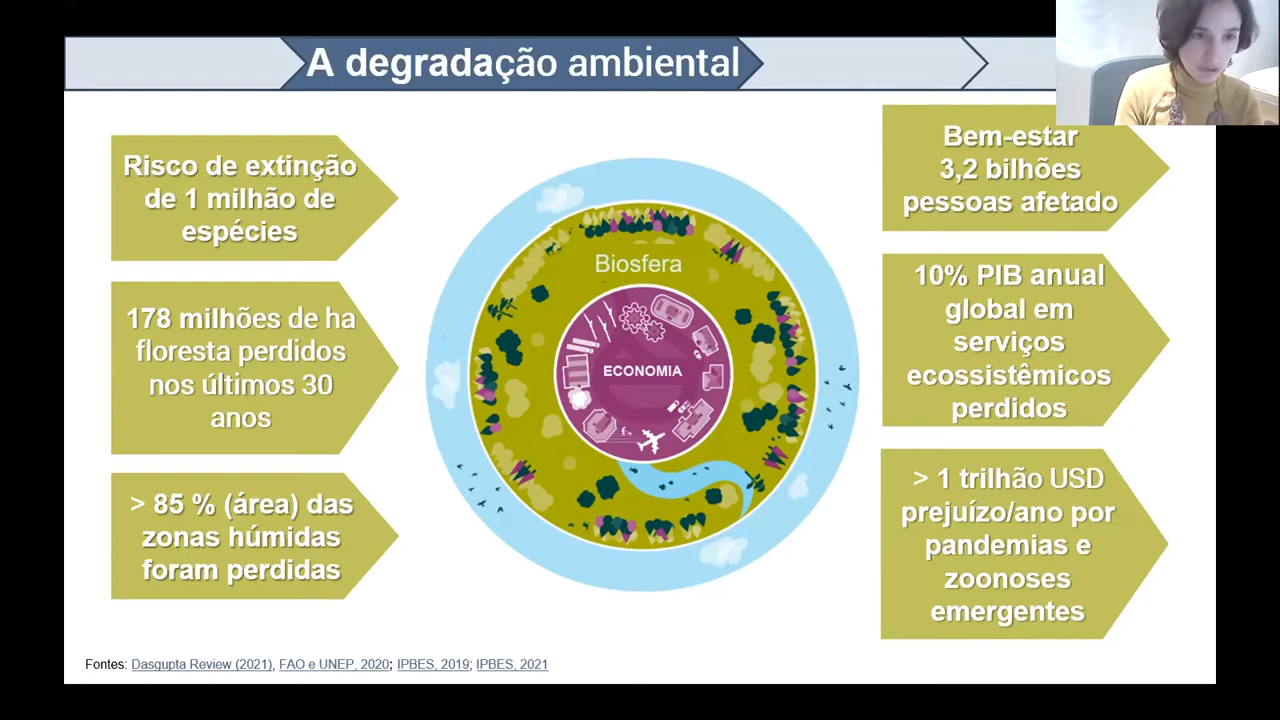 A degradação ambiental
Risco de extinção
de 1 milhão de
espécies
178 milhões de ha
floresta perdidos
nos últimos 30
anos
> 85 % (área) das
zonas húmidas
foram perdidas
Biosfera
ECONOMIA
Bem-estar
3,2 bilhões
pessoas afetado
10% PIB anual
global em
serviços
ecossistêmicos
perdidos
> 1 trilhão USD
prejuízo/ano por
pandemias e
zoonoses
emergentes
Fontes: Dasgupta Review (2021), FAO e UNEP, 2020; IPBES, 2019; IPBES, 2021